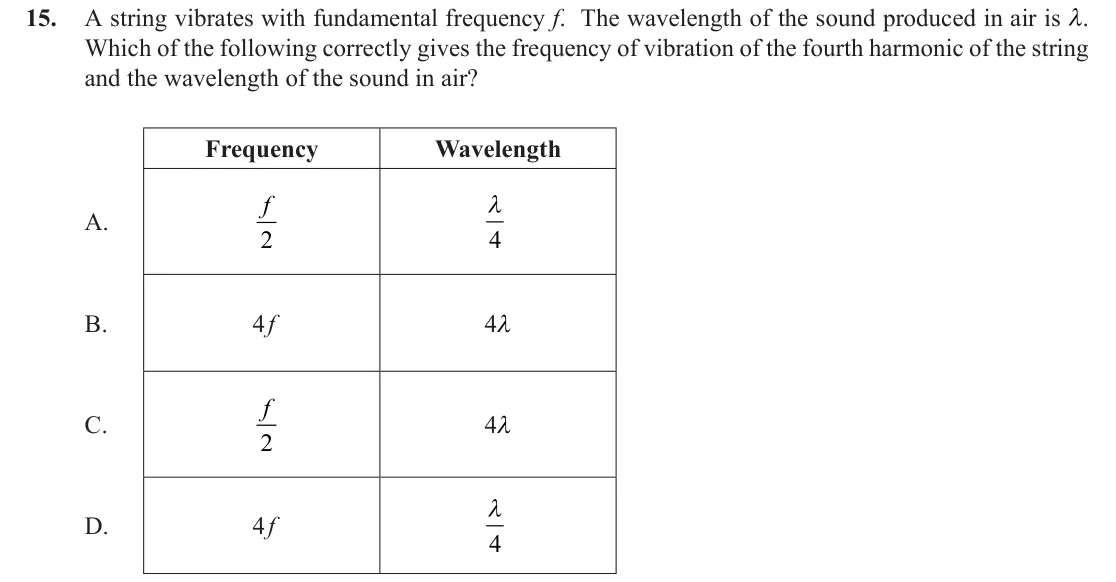 15. A string vibrates with fundamental frequency f. The wavelength of the sound produced in air is λ.
Which of the following correctly gives the frequency of vibration of the fourth harmonic of the string
and the wavelength of the sound in air?
Frequency Wavelength
A. f/2 λ/4
B. 4f 4λ
C. f/2 4λ
D. 4f λ/4